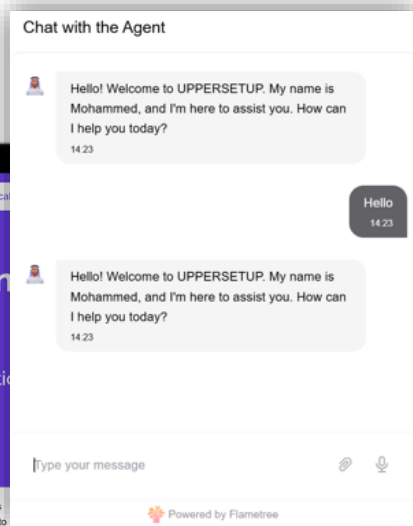 Chat with the Agent
Hello! Welcome to UPPERSETUP. My name is
Mohammed, and I'm here to assist you. How can
I help you today?
14:23
Hello
14:23
Hello! Welcome to UPPERSETUP. My name is
Mohammed, and I'm here to assist you. How can
I help you today?
14:23
Type your message
Powered by Flametree